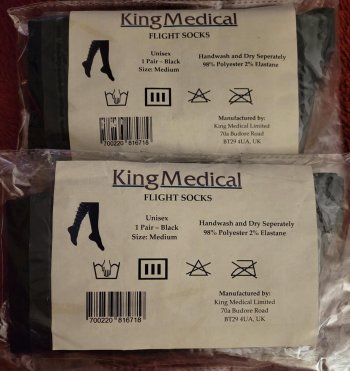 King Medical
FLIGHT SOCKS
Unisex
1 Pair – Black
Size: Medium
Handwash and Dry Seperately
98% Polyester 2% Elastane
Manufactured by:
King Medical Limited
70a Budore Road
BT29 4UA, UK
700220 816716
King Medical
FLIGHT SOCKS
Unisex
1 Pair – Black
Size: Medium
Handwash and Dry Seperately
98% Polyester 2% Elastane
Manufactured by:
King Medical Limited
70a Budore Road
BT29 4UA, UK
700220 816716